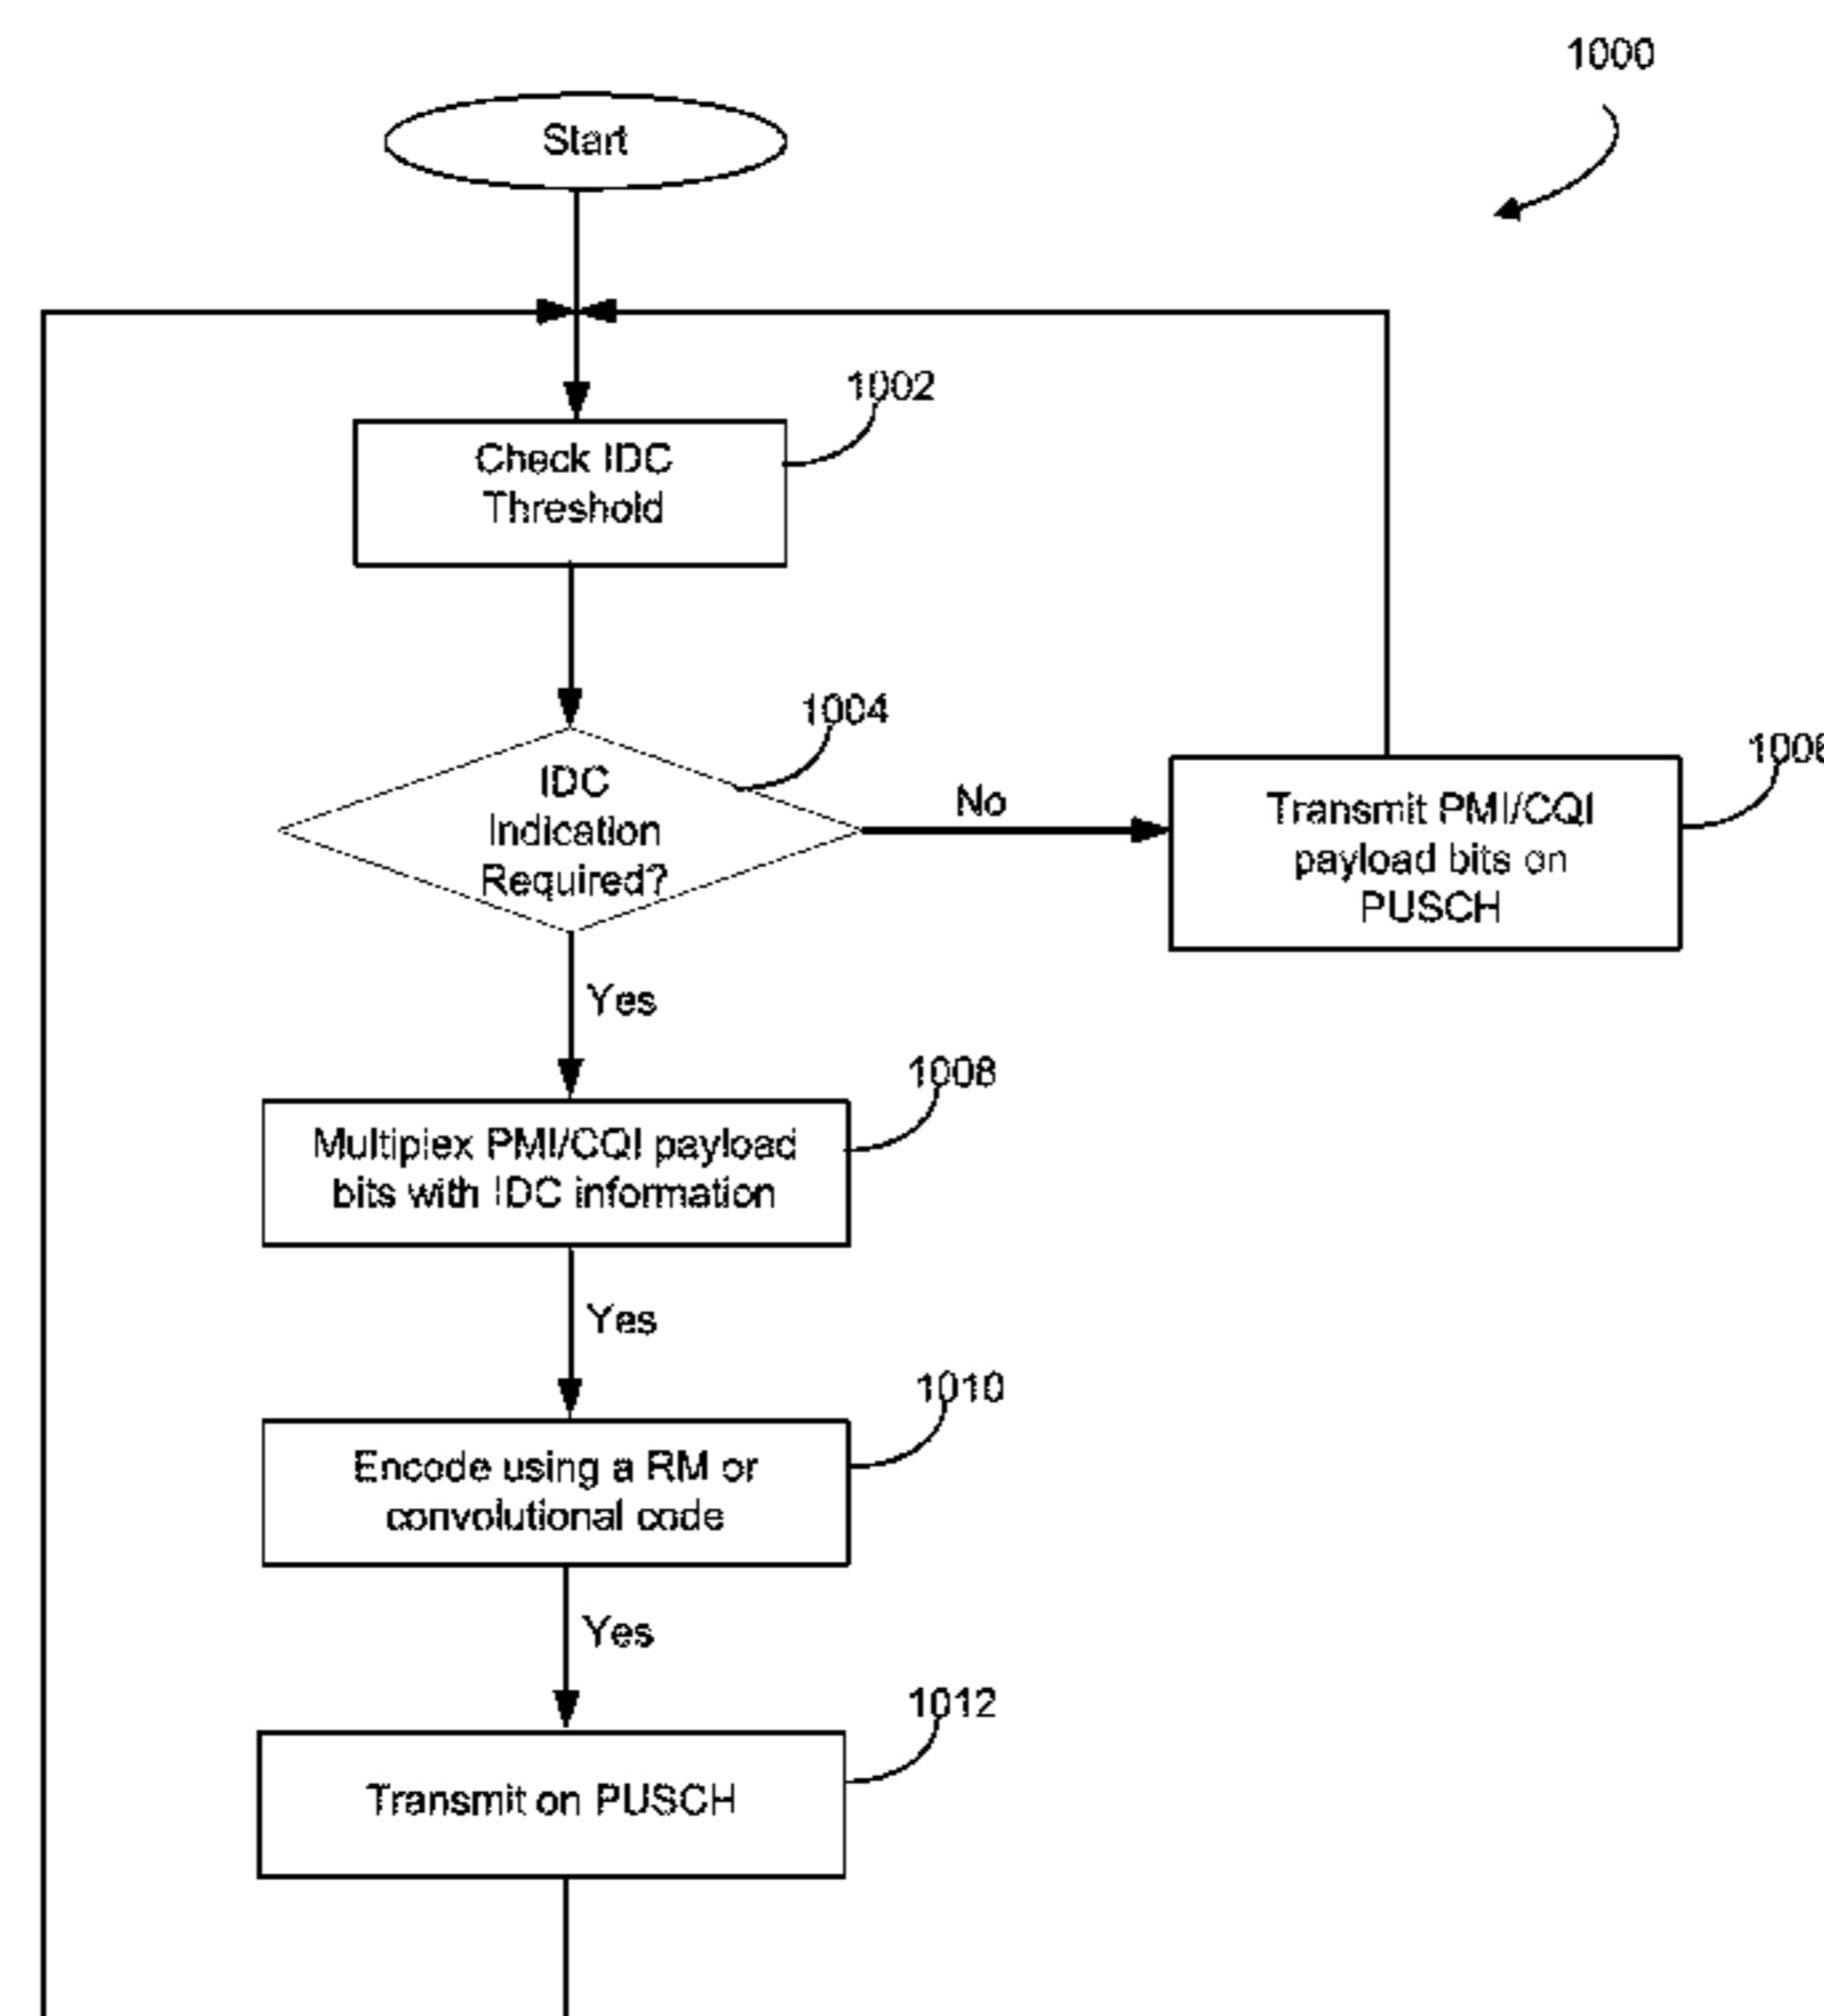 1000
Start
1002
Check IDC
Threshold
1004
IDC
Indication
Required?
No
1006
Transmit PMI/CQI
payload bits on
PUSCH
Yes
1008
Multiplex PMI/CQI payload
bits with IDC information
Yes
1010
Encode using a RM or
convolutional code
Yes
1012
Transmit on PUSCH